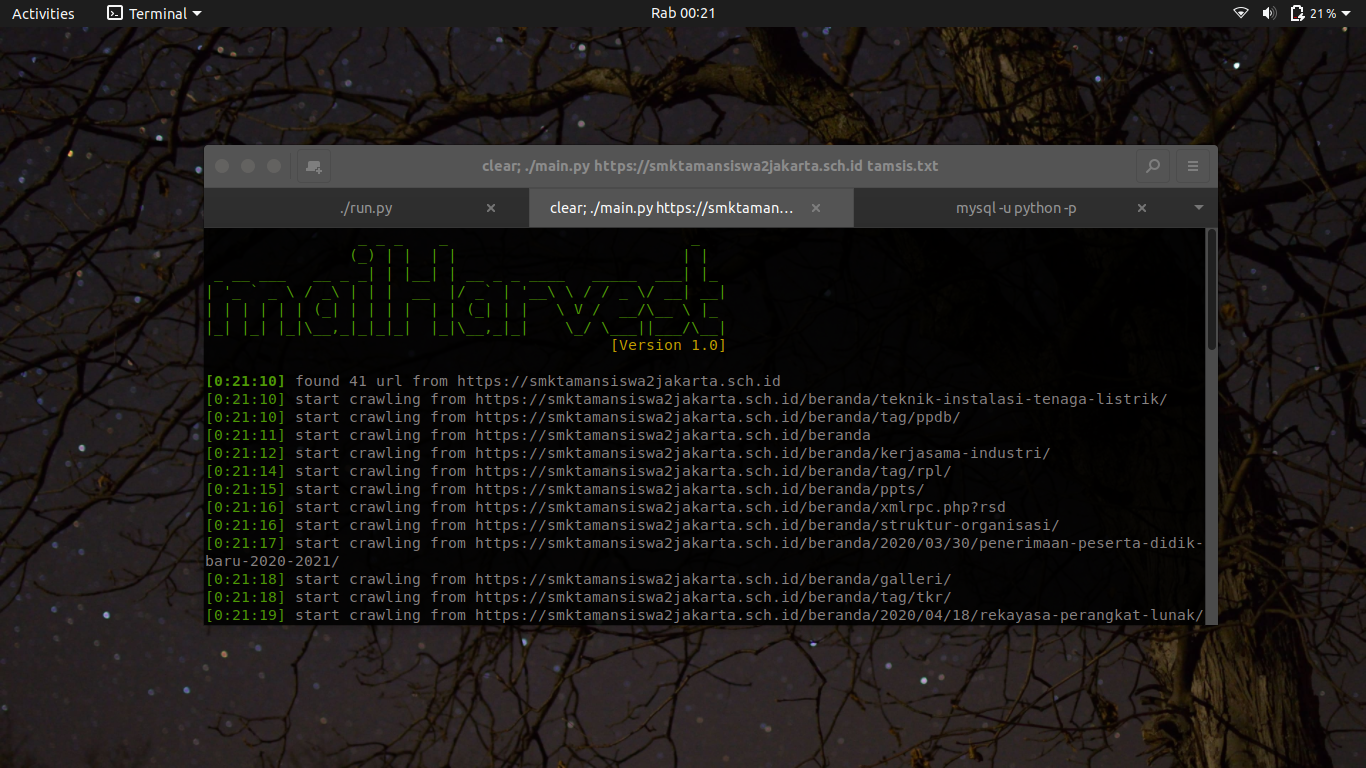 Activities
Terminal
Rab 00:21
21%
clear; ./main.py https://smktamansiswa2jakarta.sch.id tamsis.txt
./run.py
clear; ./main.py https://smktaman…
mysql -u python -p
mailHarvest
[Version 1.0]
[0:21:10] found 41 url from https://smktamansiswa2jakarta.sch.id
[0:21:10] start crawling from https://smktamansiswa2jakarta.sch.id/beranda/teknik-instalasi-tenaga-listrik/
[0:21:10] start crawling from https://smktamansiswa2jakarta.sch.id/beranda/tag/ppdb/
[0:21:11] start crawling from https://smktamansiswa2jakarta.sch.id/beranda
[0:21:12] start crawling from https://smktamansiswa2jakarta.sch.id/beranda/kerjasama-industri/
[0:21:14] start crawling from https://smktamansiswa2jakarta.sch.id/beranda/tag/rpl/
[0:21:15] start crawling from https://smktamansiswa2jakarta.sch.id/beranda/ppts/
[0:21:16] start crawling from https://smktamansiswa2jakarta.sch.id/beranda/xmlrpc.php?rsd
[0:21:16] start crawling from https://smktamansiswa2jakarta.sch.id/beranda/struktur-organisasi/
[0:21:17] start crawling from https://smktamansiswa2jakarta.sch.id/beranda/2020/03/30/penerimaan-peserta-didik-
baru-2020-2021/
[0:21:18] start crawling from https://smktamansiswa2jakarta.sch.id/beranda/galleri/
[0:21:18] start crawling from https://smktamansiswa2jakarta.sch.id/beranda/tag/tkr/
[0:21:19] start crawling from https://smktamansiswa2jakarta.sch.id/beranda/2020/04/18/rekayasa-perangkat-lunak/